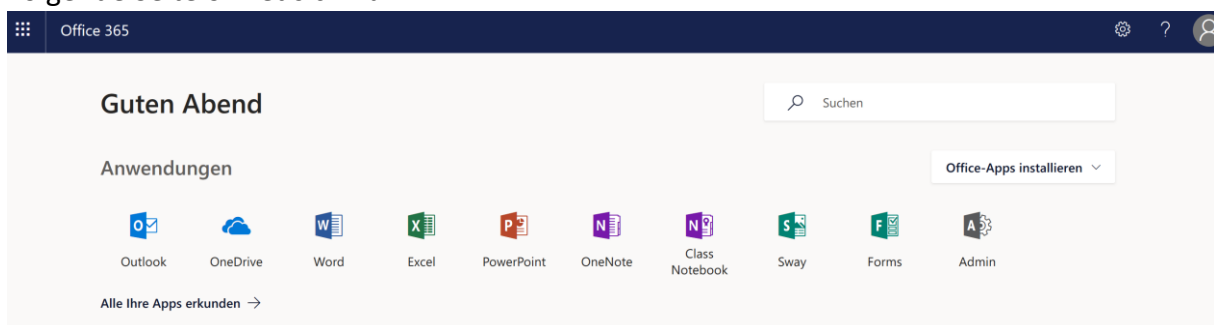 Office 365
?
Guten Abend
Suchen
Anwendungen
Office-Apps installieren
Outlook OneDrive Word Excel PowerPoint OneNote Class Notebook Sway Forms Admin
Alle Ihre Apps erkunden →